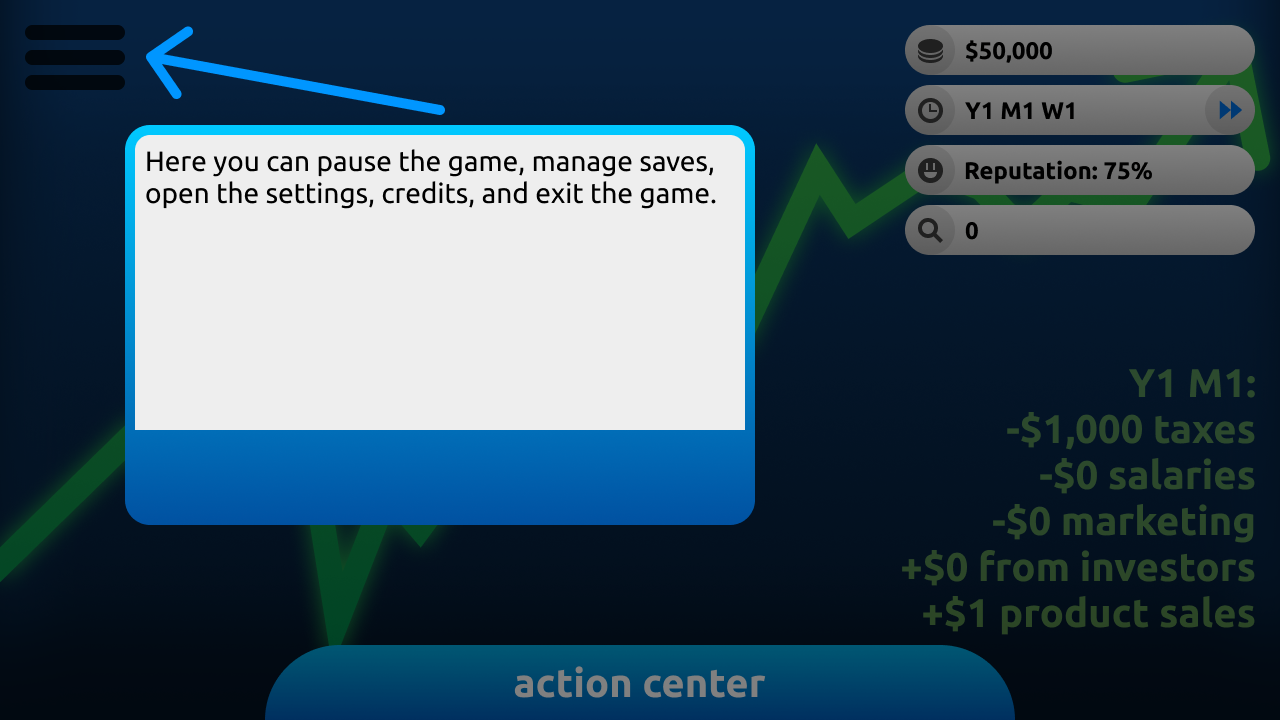 $50,000
Y1 M1 W1
Reputation: 75%
0
Here you can pause the game, manage saves,
open the settings, credits, and exit the game.
Y1 M1:
-$1,000 taxes
-$0 salaries
-$0 marketing
+$0 from investors
+$1 product sales
action center